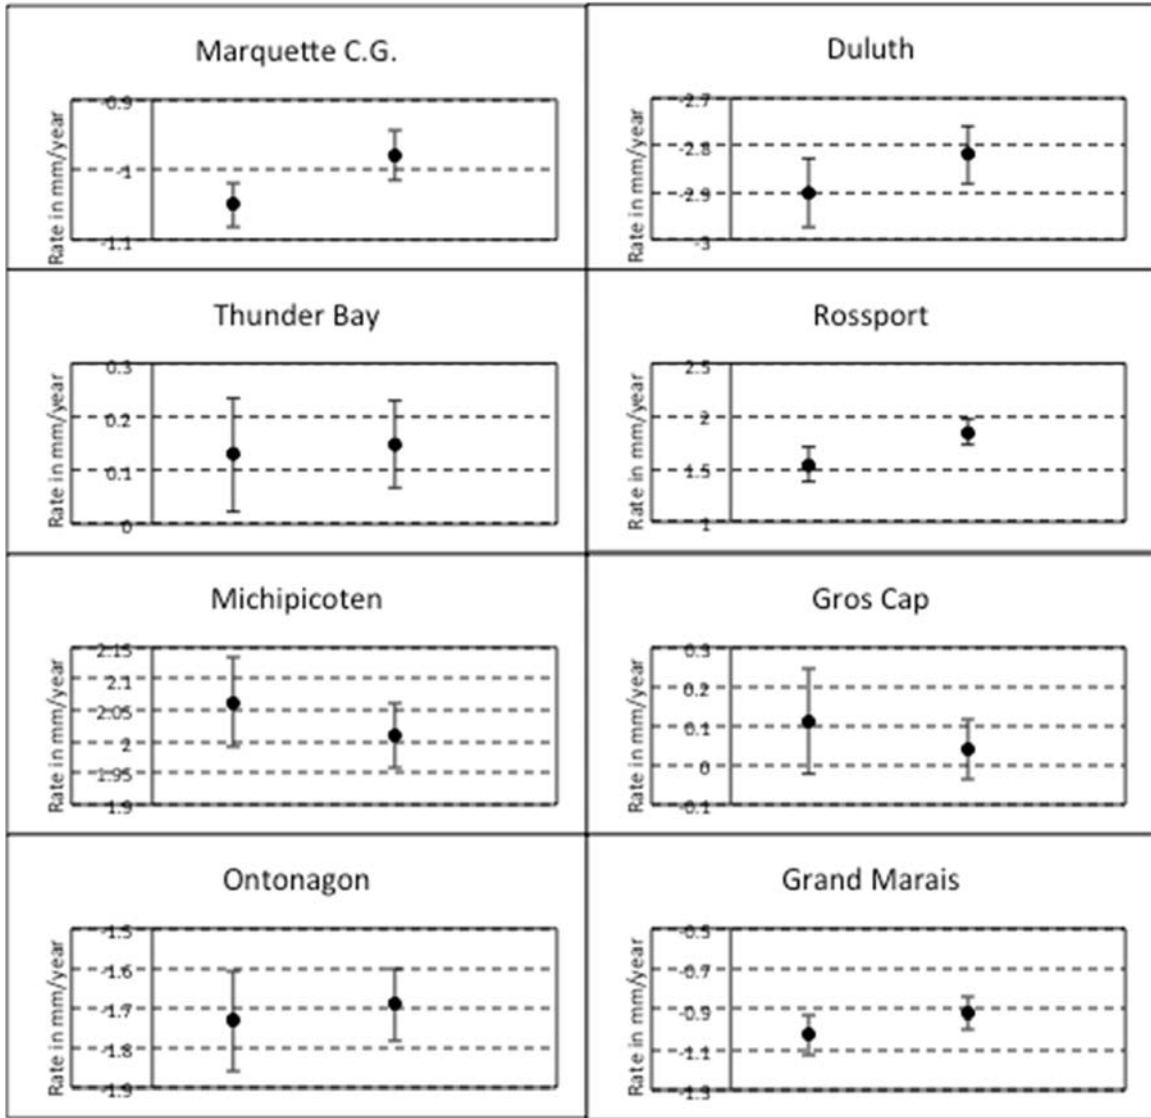 Marquette C.G.
Rate in mm/year
-0.9
-1
-1.1
Duluth
Rate in mm/year
-2.7
-2.8
-2.9
-3
Thunder Bay
Rate in mm/year
0.3
0.2
0.1
0
Rossport
Rate in mm/year
2.5
2
1.5
1
Michipicoten
Rate in mm/year
2.15
2.1
2.05
2
1.95
1.9
Gros Cap
Rate in mm/year
0.3
0.2
0.1
0
-0.1
Ontonagon
Rate in mm/year
-1.5
-1.6
-1.7
-1.8
-1.9
Grand Marais
Rate in mm/year
-0.5
-0.7
-0.9
-1.1
-1.3